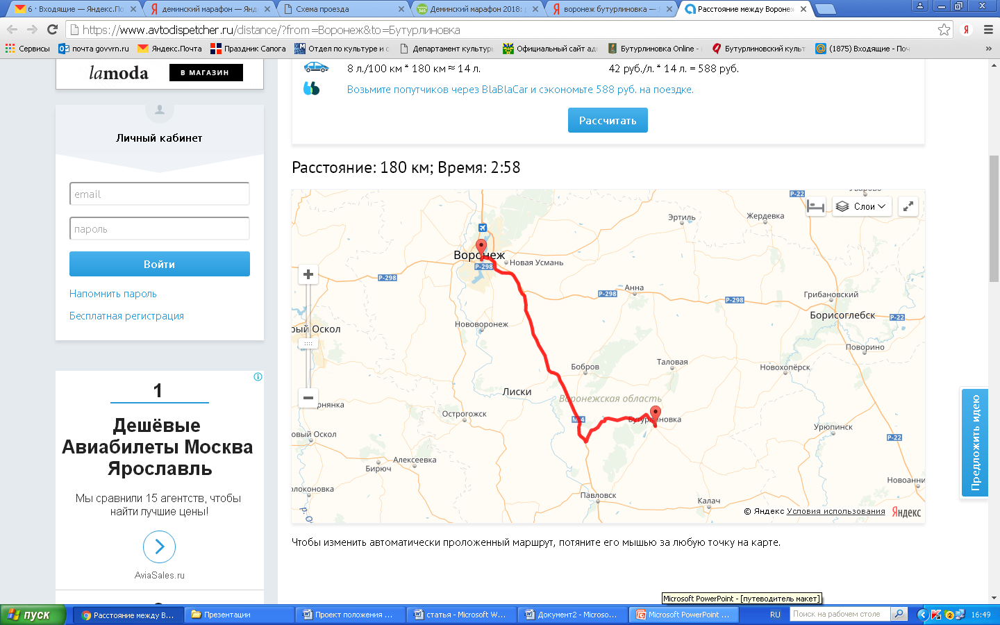 6 · Входящие — Яндекс.По
деминский марафон — Янд
Схема проезда
Деминский марафон 2018:
воронеж бутурлиновка —
Расстояние между Вороне
https://www.avtodispetcher.ru/distance/?from=Воронеж&to=Бутурлиновка
Сервисы
почта govvrn.ru
Яндекс.Почта
Праздник Сапога
Отдел по культуре и с
Департамент культур
Официальный сайт ад
Бутурлиновка Online -
Бутурлиновский культ
(1875) Входящие - Поч
»
lamoda
В МАГАЗИН
Личный кабинет
email
пароль
Войти
Напомнить пароль
Бесплатная регистрация
1
Дешёвые
Авиабилеты Москва
Ярославль
Мы сравнили 15 агентств, чтобы
найти лучшие цены!
AviaSales.ru
8 л./100 км * 180 км ≈ 14 л.
42 руб./л. * 14 л. = 588 руб.
Возьмите попутчиков через BlaBlaCar и сэкономьте 588 руб. на поездке.
Рассчитать
Расстояние: 180 км; Время: 2:58
Р-22
Уварово
Слои
Эртиль
Жердевка
Воронеж
Р-298
Новая Усмань
Р-298
Анна
Р-298
Р-298
Грибановский
Борисоглебск
Р-22
рый Оскол
Нововоронеж
Поворино
Бобров
Таловая
Новохопёрск
Лиски
Воронежская область
рнянка
Острогожск
М-4
Бутурлиновка
Урюпинск
овый Оскол
Р-22
Алексеевка
Бирюч
Новоанни
олоконовка
Павловск
Калач
р. О
© Яндекс Условия использования
Яндекс
Чтобы изменить автоматически проложенный маршрут, потяните его мышью за любую точку на карте.
Предложить идею
Microsoft PowerPoint - [путеводитель макет]
пуск
Расстояние между В...
Презентации
Проект положения ...
статья - Microsoft W...
Документ2 - Microso...
Microsoft PowerPoint ...
RU
Поиск на рабочем столе
16:49